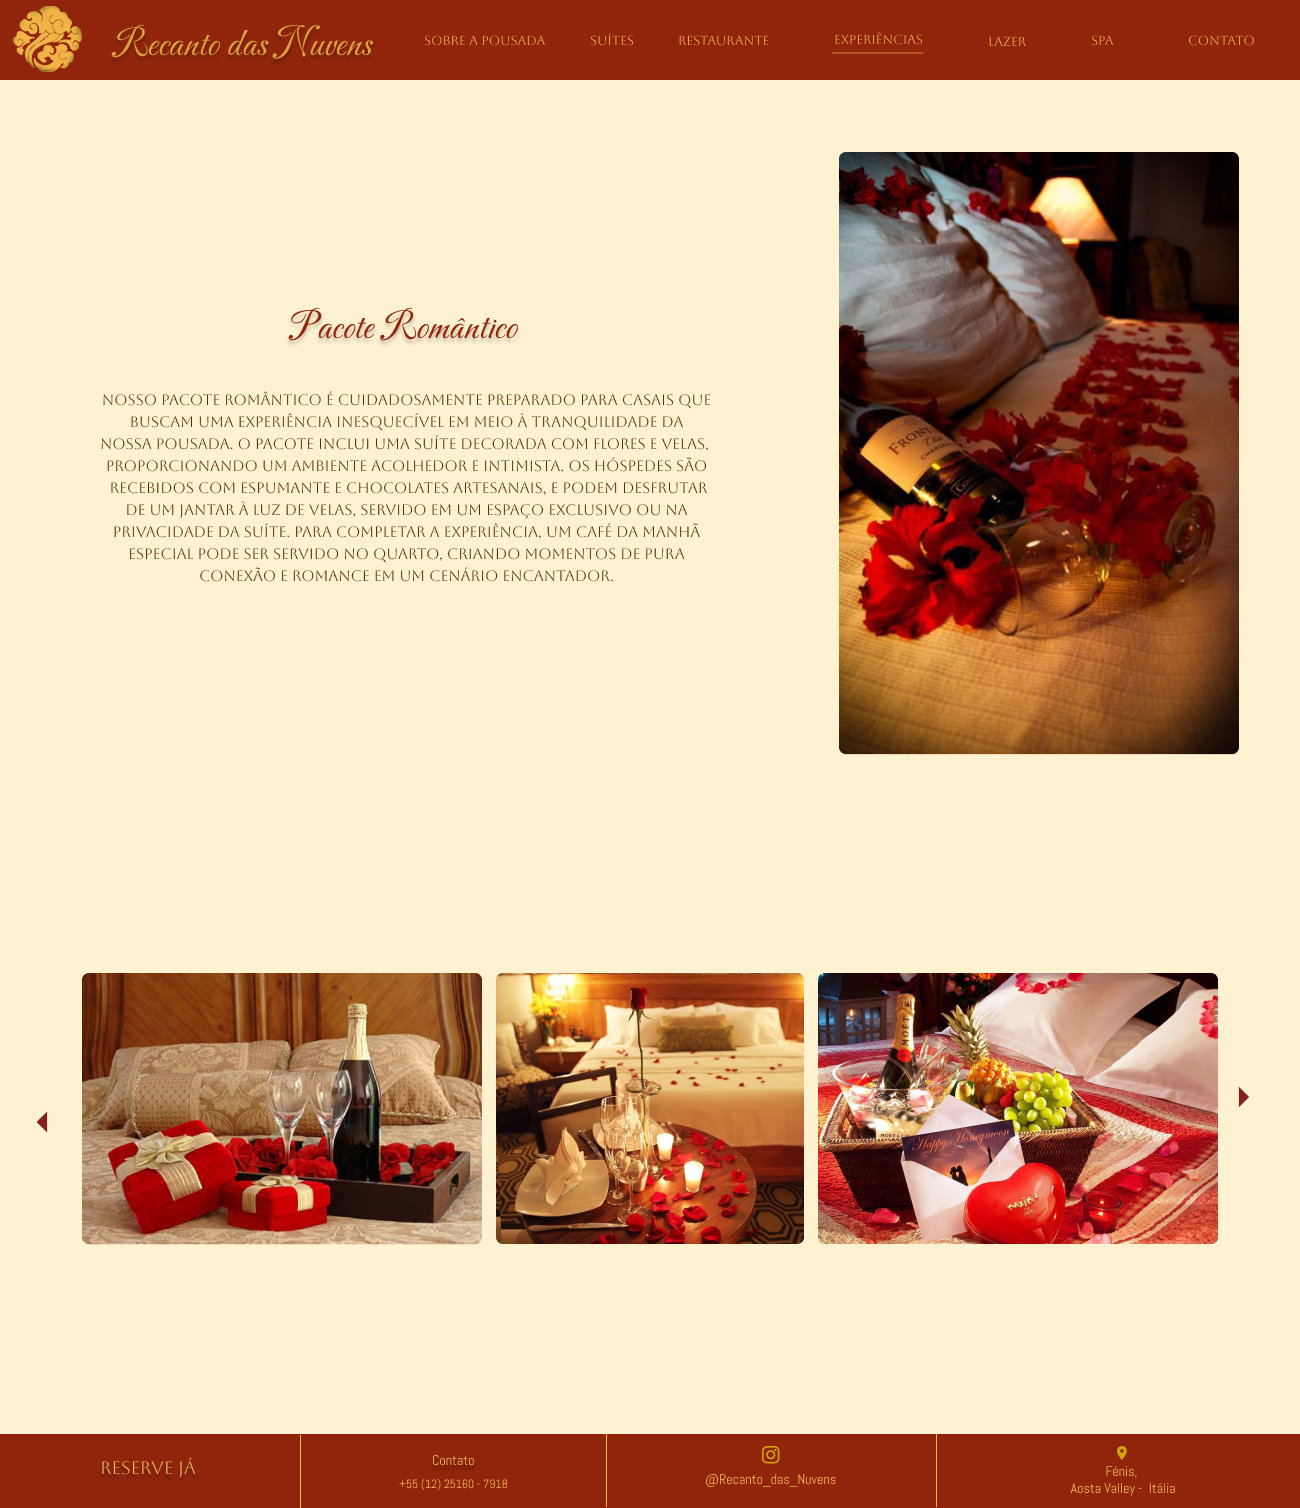 Recanto das Nuvens
SOBRE A POUSADA
SUÍTES
RESTAURANTE
EXPERIÊNCIAS
LAZER
SPA
CONTATO
Pacote Romântico
NOSSO PACOTE ROMÂNTICO É CUIDADOSAMENTE PREPARADO PARA CASAIS QUE
BUSCAM UMA EXPERIÊNCIA INESQUECÍVEL EM MEIO À TRANQUILIDADE DA
NOSSA POUSADA. O PACOTE INCLUI UMA SUÍTE DECORADA COM FLORES E VELAS,
PROPORCIONANDO UM AMBIENTE ACOLHEDOR E INTIMISTA. OS HÓSPEDES SÃO
RECEBIDOS COM ESPUMANTE E CHOCOLATES ARTESANAIS, E PODEM DESFRUTAR
DE UM JANTAR À LUZ DE VELAS, SERVIDO EM UM ESPAÇO EXCLUSIVO OU NA
PRIVACIDADE DA SUÍTE. PARA COMPLETAR A EXPERIÊNCIA, UM CAFÉ DA MANHÃ
ESPECIAL PODE SER SERVIDO NO QUARTO, CRIANDO MOMENTOS DE PURA
CONEXÃO E ROMANCE EM UM CENÁRIO ENCANTADOR.
MOËT
Happy Honeymoon
RESERVE JÁ
Contato
+55 (12) 25160 - 7918
@Recanto_das_Nuvens
Fénis,
Aosta Valley - Itália